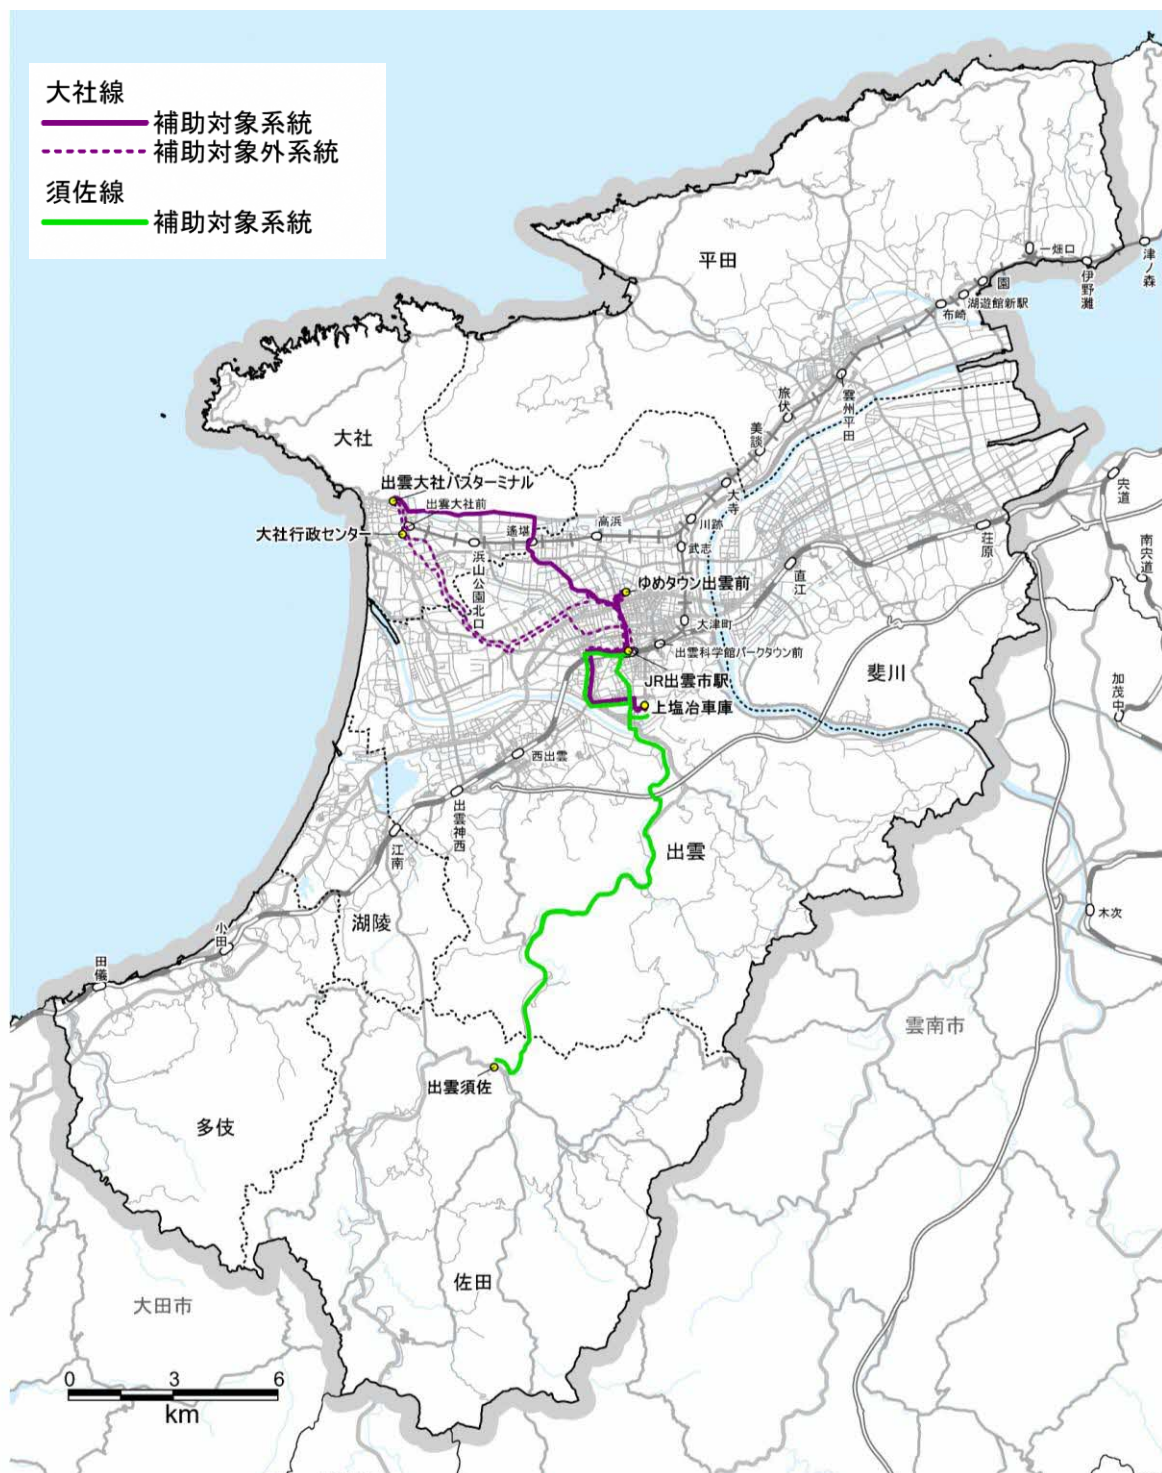 大社線
補助対象系統
補助対象外系統
須佐線
補助対象系統
平田
一畑口
伊野灘
津ノ森
園
湖遊館新駅
布崎
雲州平田
旅伏
美談
大社
出雲大社バスターミナル
出雲大社前
大社行政センター
浜山公園北口
遙堪
高浜
大寺
川跡
武志
宍道
荘原
南宍道
直江
ゆめタウン出雲前
大津町
出雲科学館パークタウン前
JR出雲市駅
上塩冶車庫
斐川
加茂中
西出雲
出雲神西
江南
出雲
木次
湖陵
小田
田儀
雲南市
出雲須佐
多伎
佐田
大田市
0 3 6
km